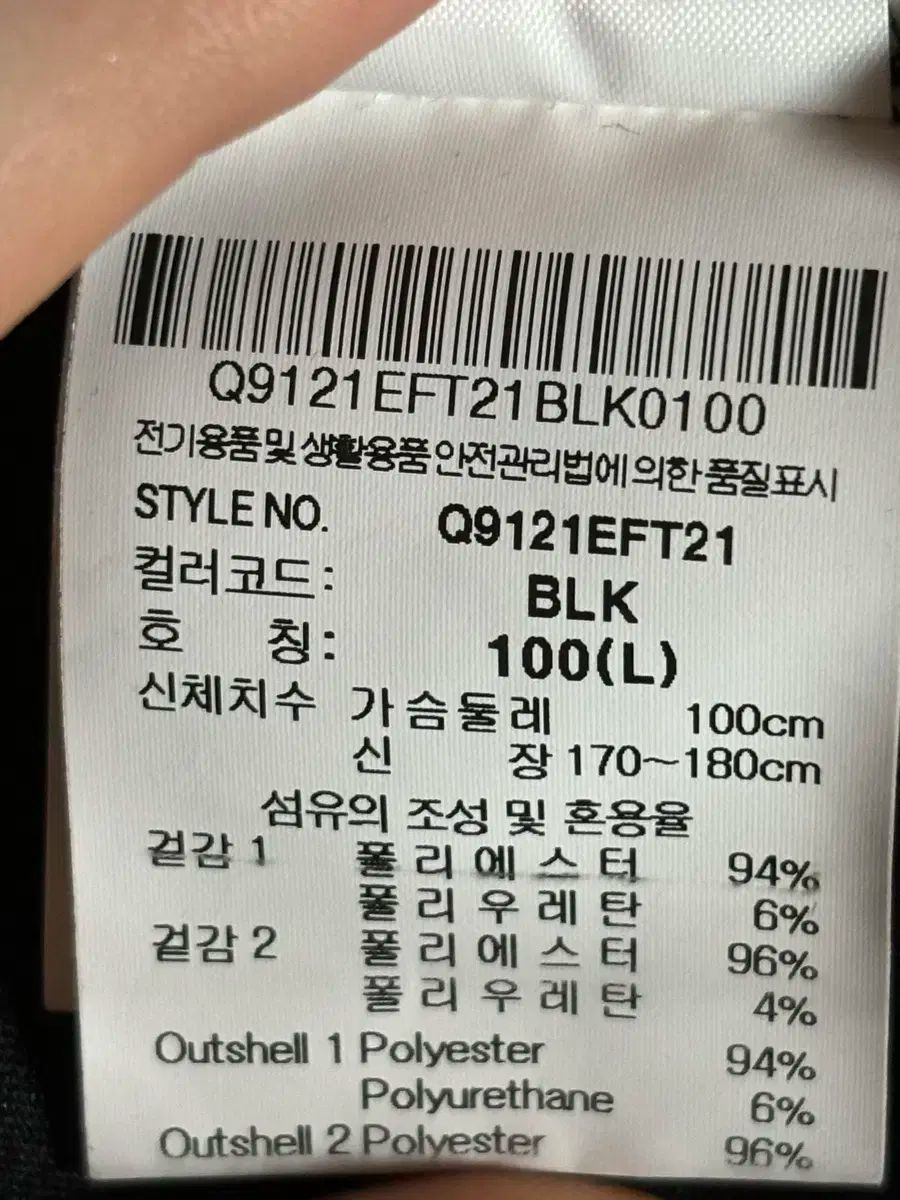 Q9121EFT21BLK0100
전기용품 및 생활용품 안전관리법에 의한 품질표시
STYLE NO. Q9121EFT21
컬러코드: BLK
호 칭: 100(L)
신체치수 가슴둘레 100cm
신 장 170~180cm
섬유의 조성 및 혼용율
겉감 1 폴리에스터 94%
폴리우레탄 6%
겉감 2 폴리에스터 96%
폴리우레탄 4%
Outshell 1 Polyester 94%
Polyurethane 6%
Outshell 2 Polyester 96%